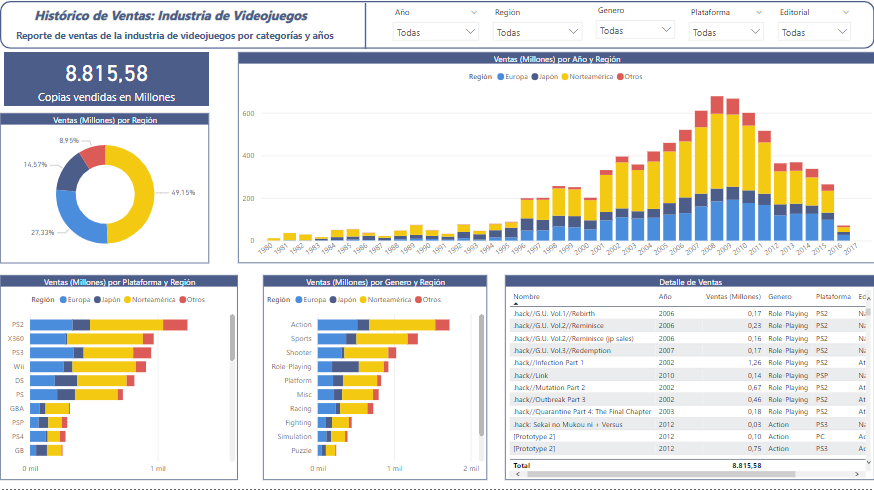 Histórico de Ventas: Industria de Videojuegos
Reporte de ventas de la industria de videojuegos por categorías y años
Año
Todas
Región
Todas
Genero
Todas
Plataforma
Todas
Editorial
Todas
8.815,58
Copias vendidas en Millones
Ventas (Millones) por Región
8,95%
14,57%
49,15%
27,33%
Ventas (Millones) por Año y Región
Región Europa Japón Norteamérica Otros
600
400
200
0
1980 1981 1982 1983 1984 1985 1986 1987 1988 1989 1990 1991 1992 1993 1994 1995 1996 1997 1998 1999 2000 2001 2002 2003 2004 2005 2006 2007 2008 2009 2010 2011 2012 2013 2014 2015 2016 2017
Ventas (Millones) por Plataforma y Región
Región Europa Japón Norteamérica Otros
PS2
X360
PS3
Wii
DS
PS
GBA
PSP
PS4
GB
0 mil 1 mil
Ventas (Millones) por Genero y Región
Región Europa Japón Norteamérica Otros
Action
Sports
Shooter
Role Playing
Platform
Misc
Racing
Fighting
Simulation
Puzzle
0 mil 1 mil 2 mil
Detalle de Ventas
Nombre Año Ventas (Millones) Genero Plataforma Ed
.hack//G.U. Vol.1//Rebirth 2006 0,17 Role Playing PS2 Na
.hack//G.U. Vol.2//Reminisce 2006 0,23 Role Playing PS2 Na
.hack//G.U. Vol.2//Reminisce (jp sales) 2006 0,16 Role Playing PS2 Na
.hack//G.U. Vol.3//Redemption 2007 0,17 Role Playing PS2 Na
.hack//Infection Part 1 2002 1,26 Role Playing PS2 At
.hack//Link 2010 0,14 Role Playing PSP Na
.hack//Mutation Part 2 2002 0,67 Role Playing PS2 At
.hack//Outbreak Part 3 2002 0,46 Role Playing PS2 At
.hack//Quarantine Part 4: The Final Chapter 2003 0,18 Role Playing PS2 At
.hack: Sekai no Mukou ni + Versus 2012 0,03 Action PS3 Na
[Prototype 2] 2012 0,10 Action PC Ac
[Prototype 2] 2012 0,75 Action PS3 Ac
Total 8.815,58